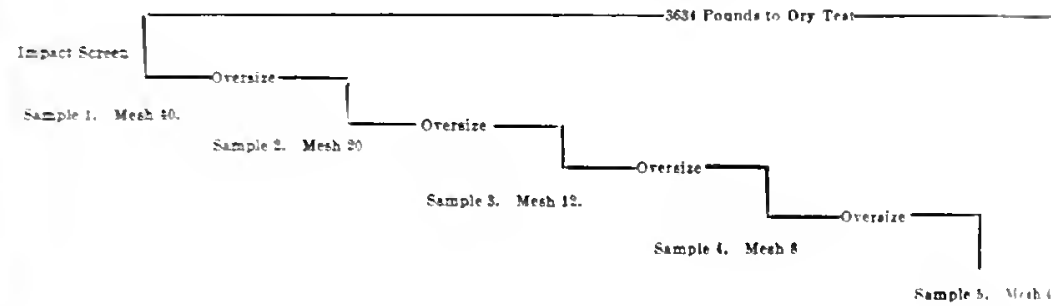 3634 Pounds to Dry Test
Impact Screen
Oversize
Sample 1. Mesh 40.
Oversize
Sample 2. Mesh 20
Oversize
Sample 3. Mesh 12.
Oversize
Sample 4. Mesh 8
Sample 5. Mesh